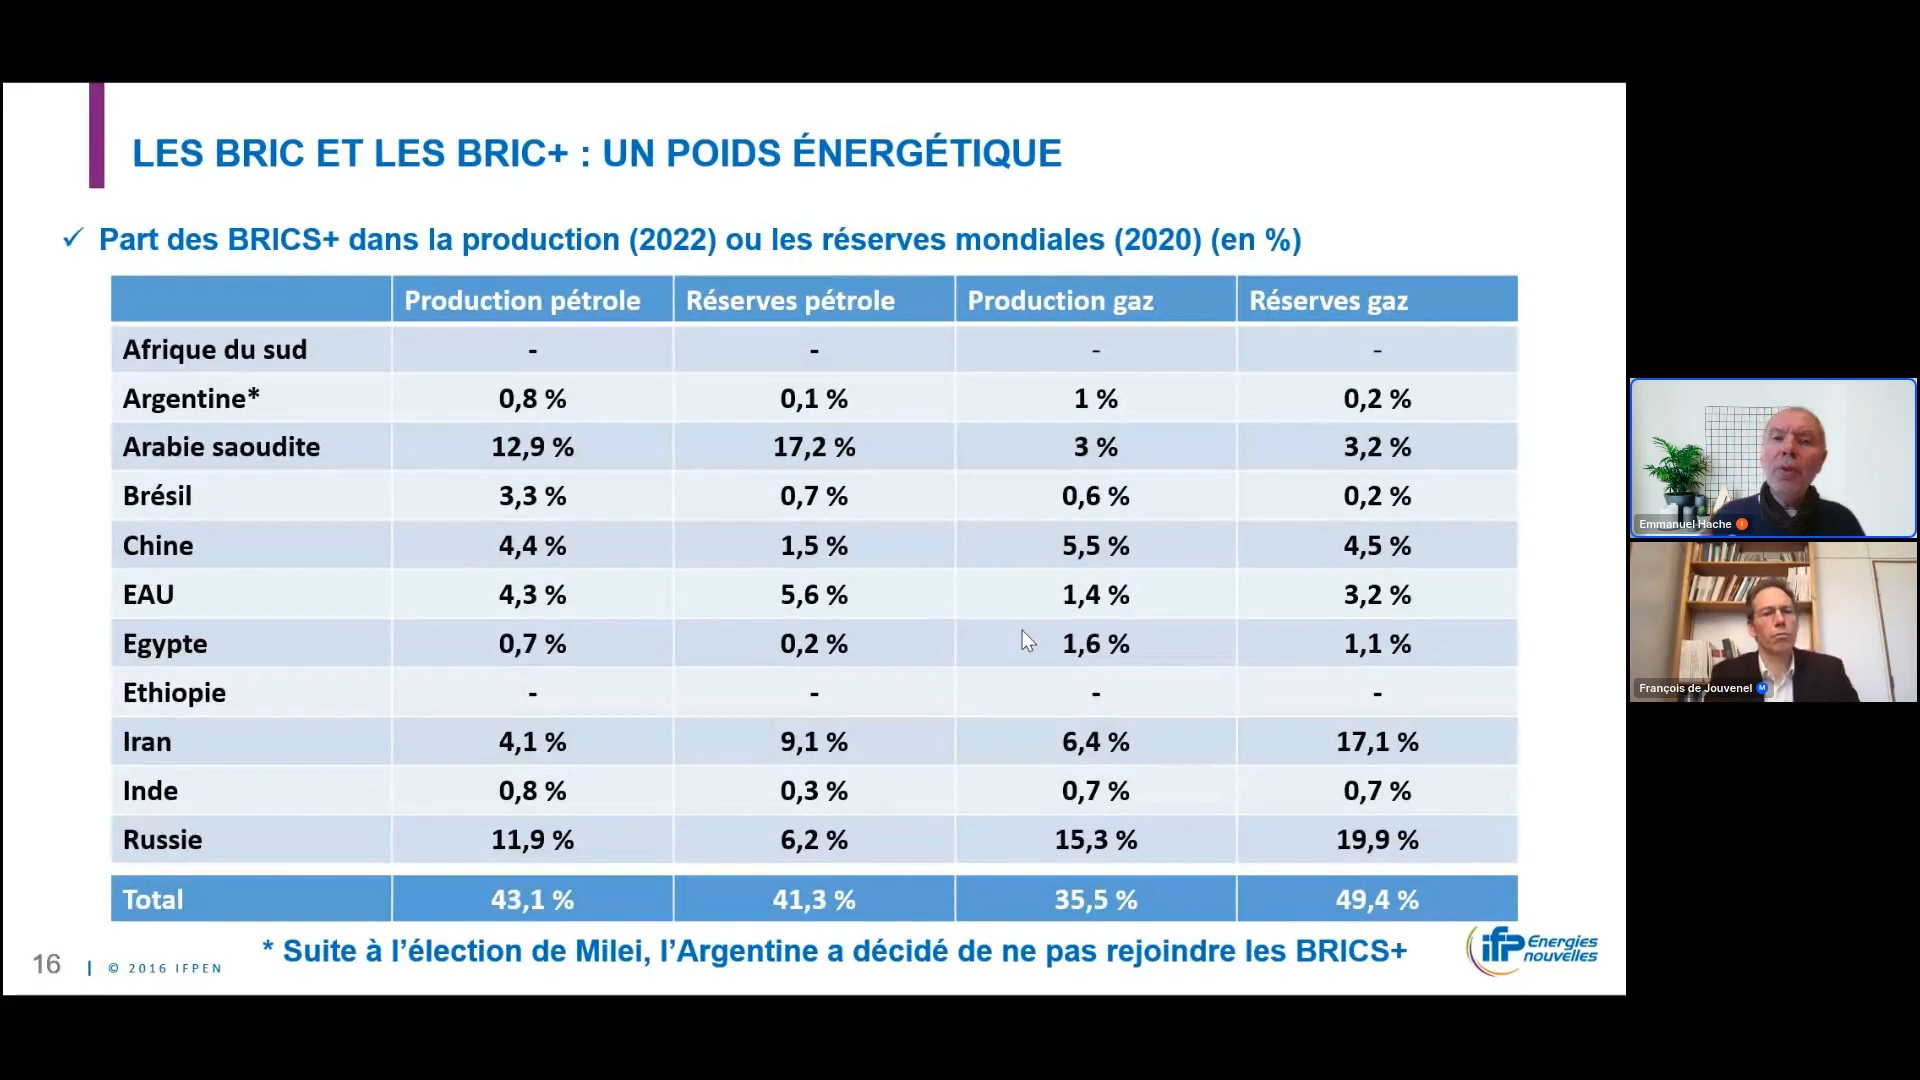 LES BRIC ET LES BRIC+ : UN POIDS ÉNERGÉTIQUE
✓ Part des BRICS+ dans la production (2022) ou les réserves mondiales (2020) (en %)
Production pétrole Réserves pétrole Production gaz Réserves gaz
Afrique du sud - - - -
Argentine* 0,8 % 0,1 % 1 % 0,2 %
Arabie saoudite 12,9 % 17,2 % 3 % 3,2 %
Brésil 3,3 % 0,7 % 0,6 % 0,2 %
Chine 4,4 % 1,5 % 5,5 % 4,5 %
EAU 4,3 % 5,6 % 1,4 % 3,2 %
Egypte 0,7 % 0,2 % 1,6 % 1,1 %
Ethiopie - - - -
Iran 4,1 % 9,1 % 6,4 % 17,1 %
Inde 0,8 % 0,3 % 0,7 % 0,7 %
Russie 11,9 % 6,2 % 15,3 % 19,9 %
Total 43,1 % 41,3 % 35,5 % 49,4 %
* Suite à l’élection de Milei, l’Argentine a décidé de ne pas rejoindre les BRICS+
16 | © 2016 IFPEN
ifp Energies nouvelles
Emmanuel Hache I
François de Jouvenel M